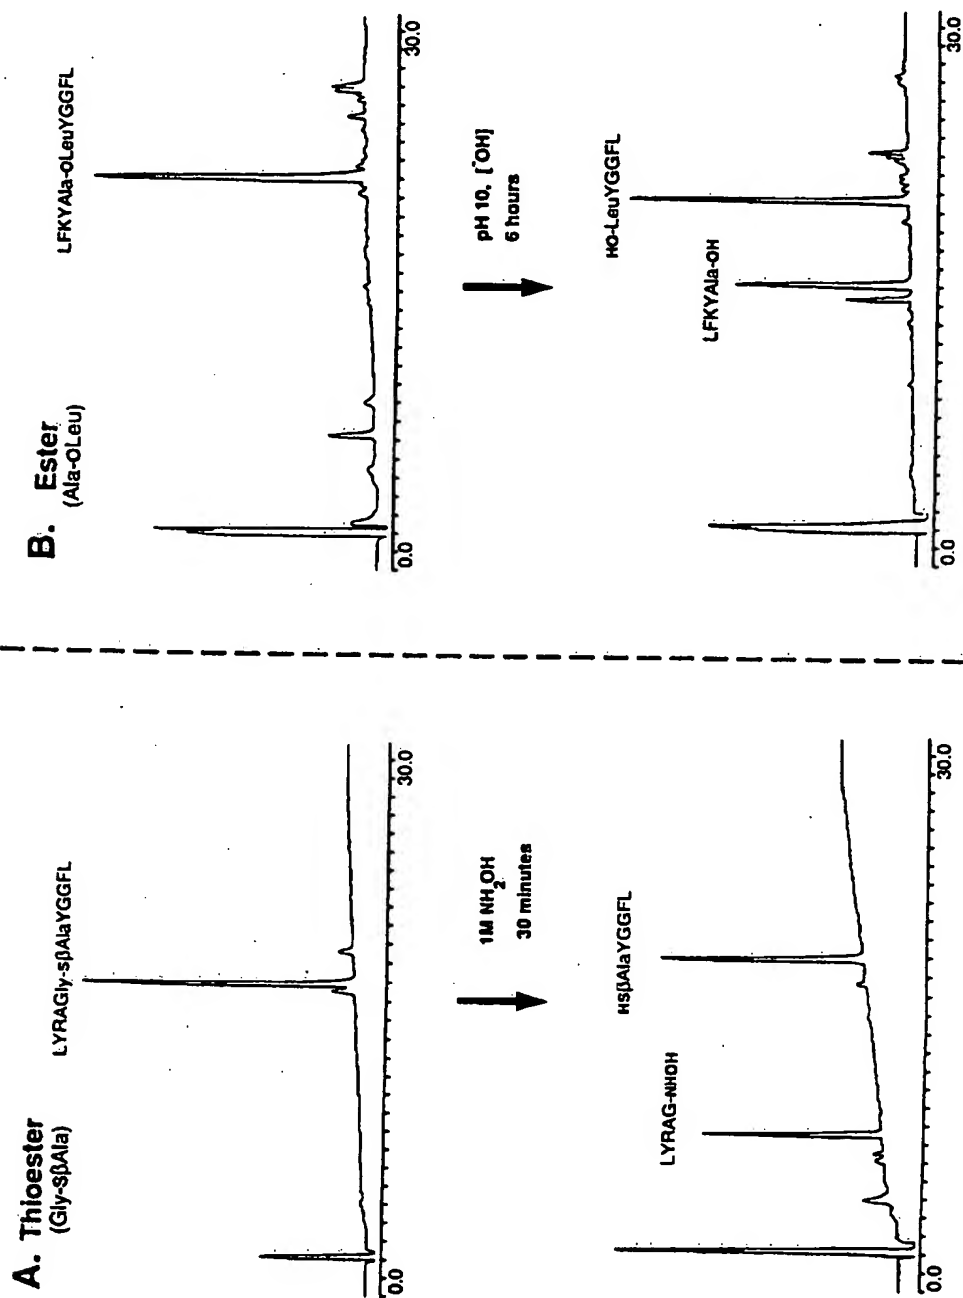 A. Thioester
(Gly-SβAla)
LYRAGly-SβAlaYGGFL
0.0
30.0
1M NH2OH
30 minutes
LYRAG-NHOH
HSβAlaYGGFL
0.0
30.0
B. Ester
(Ala-OLeu)
LFKYAla-OLeuYGGFL
0.0
30.0
pH 10, [-OH]
6 hours
LFKYAla-OH
HO-LeuYGGFL
0.0
30.0